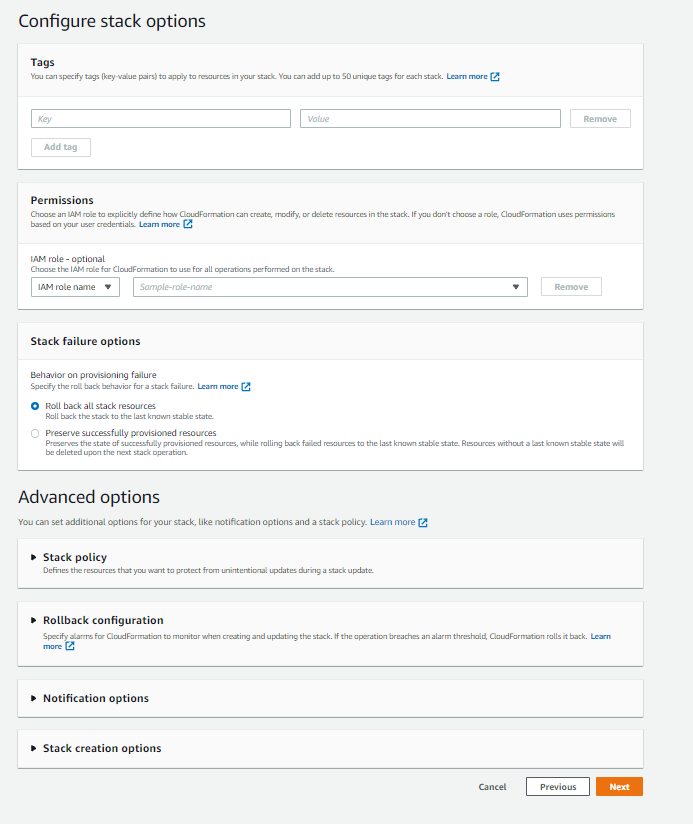 Configure stack options
Tags
You can specify tags (key-value pairs) to apply to resources in your stack. You can add up to 50 unique tags for each stack. Learn more
Key
Value
Remove
Add tag
Permissions
Choose an IAM role to explicitly define how CloudFormation can create, modify, or delete resources in the stack. If you don't choose a role, CloudFormation uses permissions
based on your user credentials. Learn more
IAM role - optional
Choose the IAM role for CloudFormation to use for all operations performed on the stack.
IAM role name
Sample-role-name
Remove
Stack failure options
Behavior on provisioning failure
Specify the roll back behavior for a stack failure. Learn more
Roll back all stack resources
Roll back the stack to the last known stable state.
Preserve successfully provisioned resources
Preserves the state of successfully provisioned resources, while rolling back failed resources to the last known stable state. Resources without a last known stable state will
be deleted upon the next stack operation.
Advanced options
You can set additional options for your stack, like notification options and a stack policy. Learn more
Stack policy
Defines the resources that you want to protect from unintentional updates during a stack update.
Rollback configuration
Specify alarms for CloudFormation to monitor when creating and updating the stack. If the operation breaches an alarm threshold, CloudFormation rolls it back. Learn
more
Notification options
Stack creation options
Cancel
Previous
Next